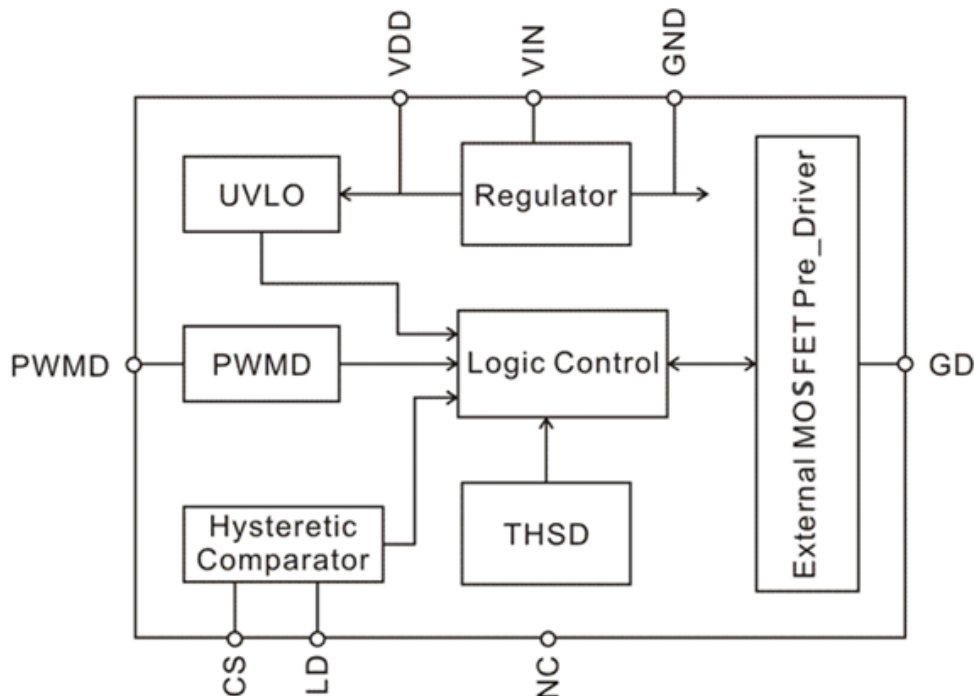 VDD
VIN
GND
UVLO
Regulator
External MOSFET Pre_Driver
PWMD
PWMD
Logic Control
GD
Hysteretic
Comparator
THSD
CS
LD
NC